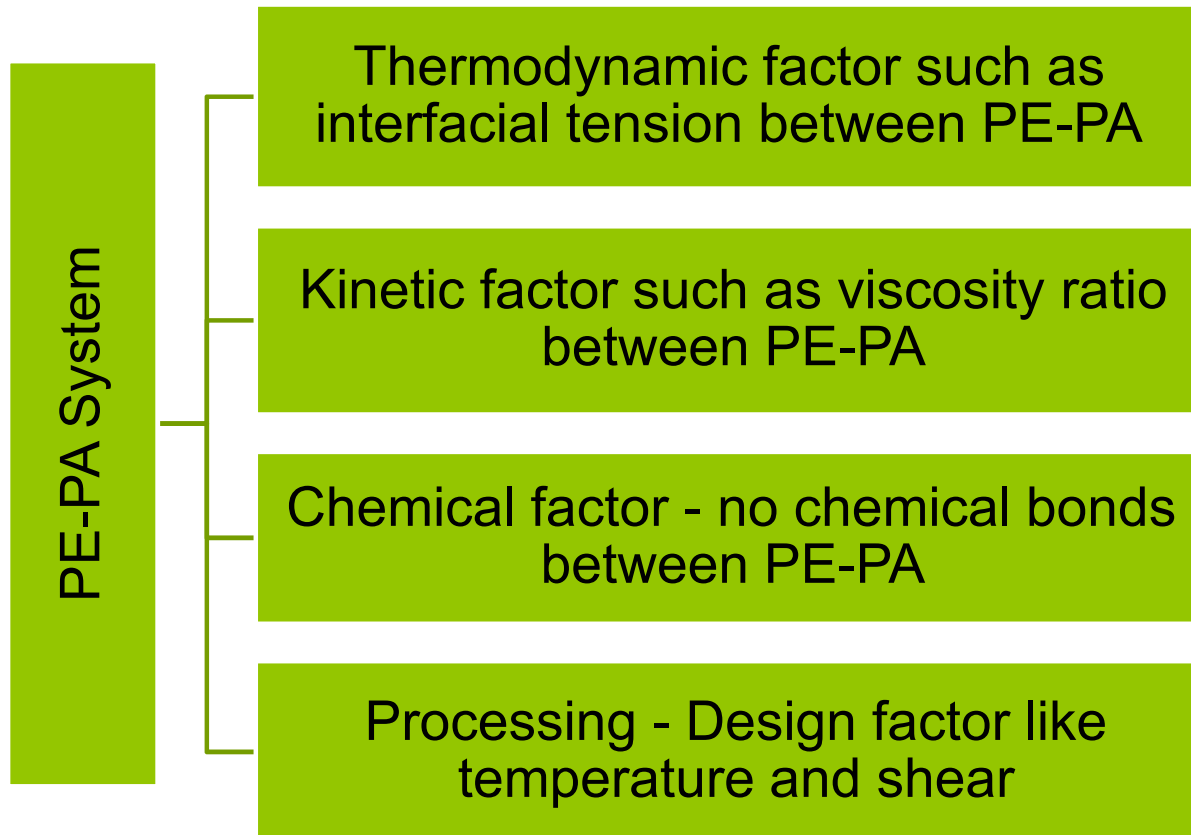 PE-PA System
Thermodynamic factor such as
interfacial tension between PE-PA
Kinetic factor such as viscosity ratio
between PE-PA
Chemical factor - no chemical bonds
between PE-PA
Processing - Design factor like
temperature and shear